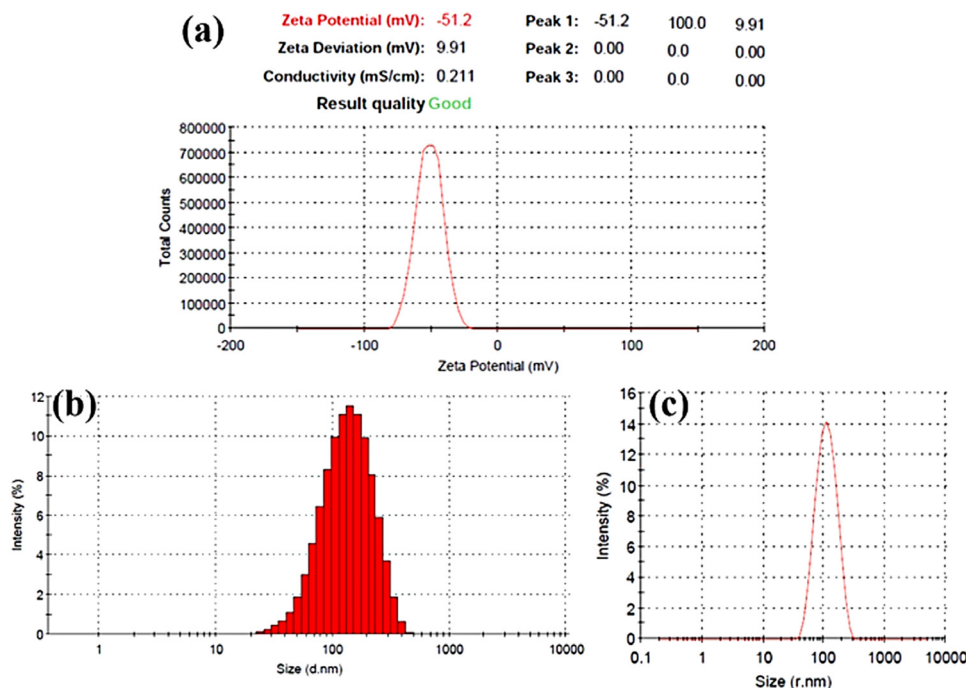 (a)
Zeta Potential (mV): -51.2 Peak 1: -51.2 100.0 9.91
Zeta Deviation (mV): 9.91 Peak 2: 0.00 0.0 0.00
Conductivity (mS/cm): 0.211 Peak 3: 0.00 0.0 0.00
Result quality Good
Total Counts
800000
700000
600000
500000
400000
300000
200000
100000
0
-200 -100 0 100 200
Zeta Potential (mV)
(b)
Intensity (%)
12
10
8
6
4
2
0
1 10 100 1000 10000
Size (d.nm)
(c)
Intensity (%)
16
14
12
10
8
6
4
2
0
0.1 1 10 100 1000 10000
Size (r.nm)